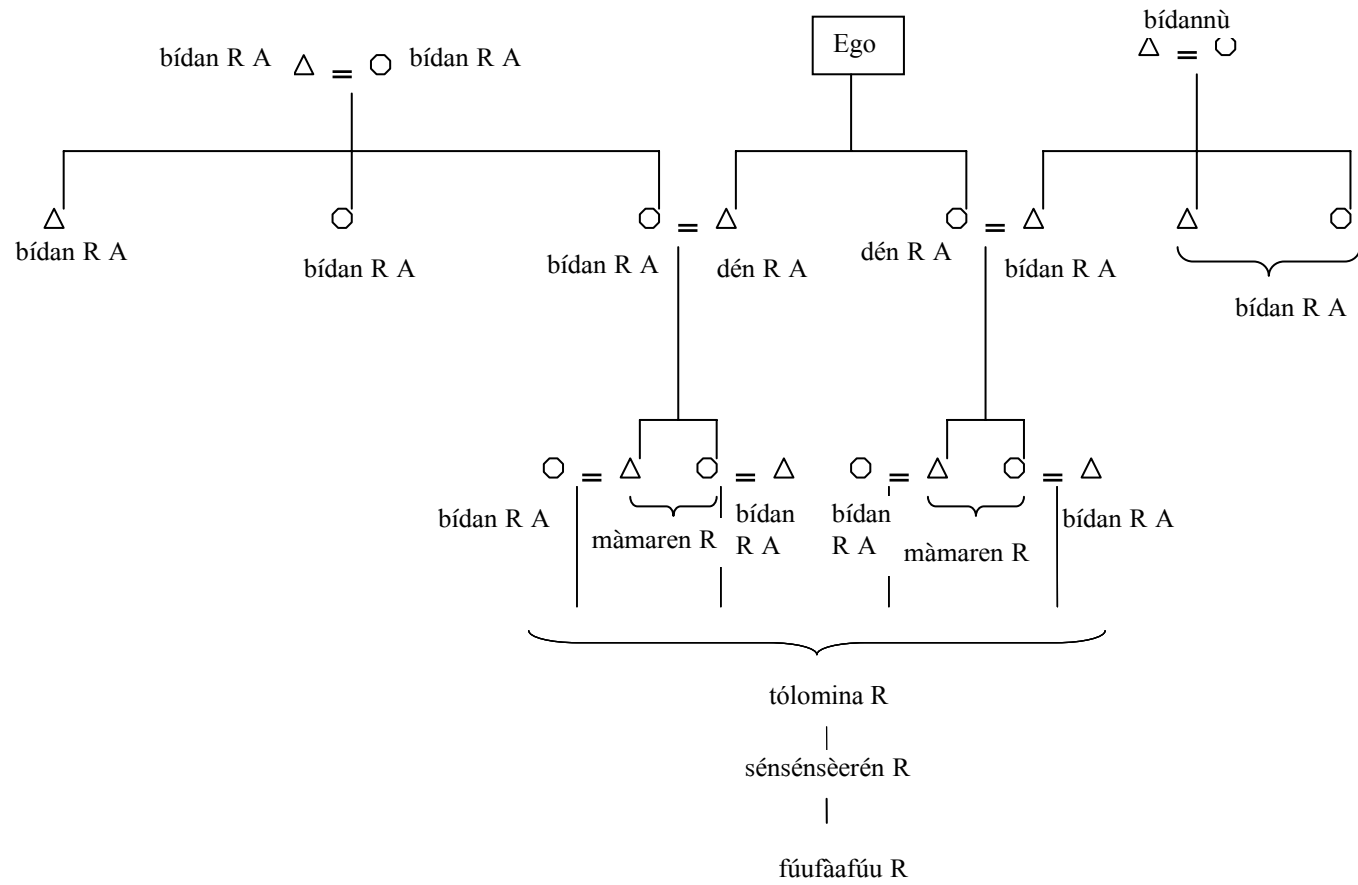 bídannù
Ego
bídan R A
bídan R A
bídan R A
bídan R A
bídan R A
dén R A
dén R A
bídan R A
bídan R A
bídan R A
màmaren R
bídan
R A
bídan
R A
màmaren R
bídan R A
tólomina R
sénsénsèerén R
fúufàafúu R